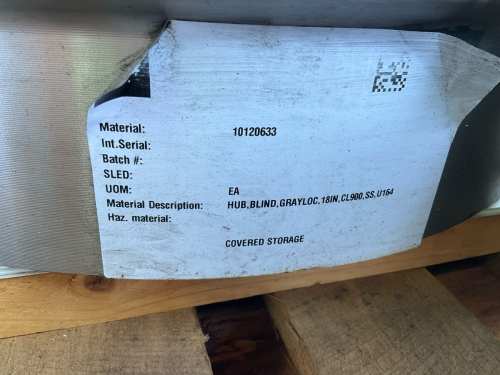 Material: 10120633
Int.Serial:
Batch #:
SLED:
UOM: EA
Material Description: HUB,BLIND,GRAYLOC,18IN,CL900,SS,U164
Haz. material:
COVERED STORAGE